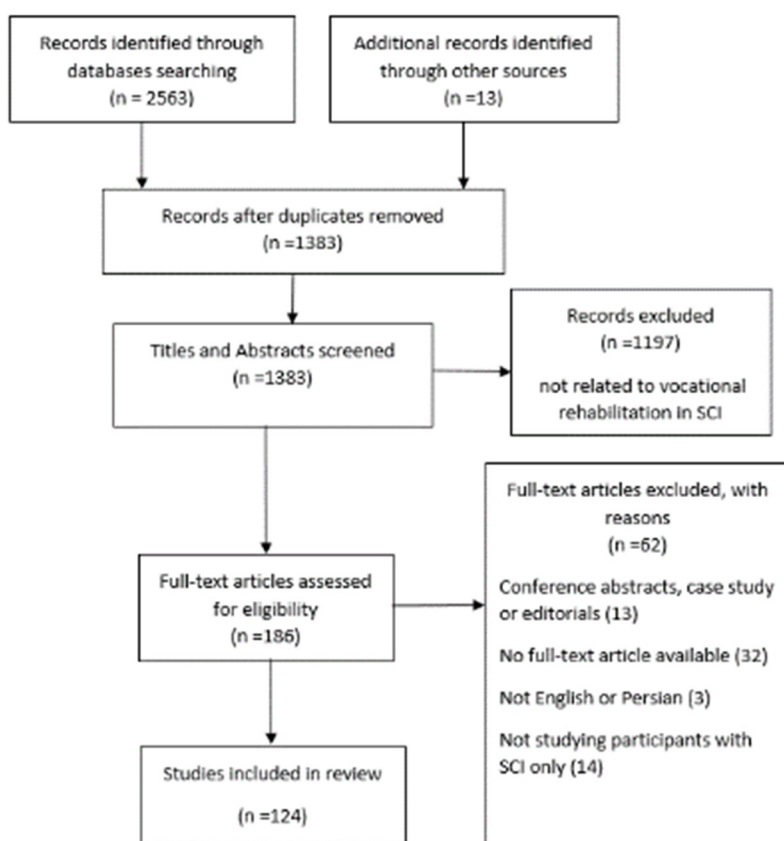 Records identified through
databases searching
(n = 2563)
Additional records identified
through other sources
(n =13)
Records after duplicates removed
(n =1383)
Titles and Abstracts screened
(n =1383)
Records excluded
(n =1197)
not related to vocational
rehabilitation in SCI
Full-text articles assessed
for eligibility
(n =186)
Full-text articles excluded, with
reasons
(n =62)
Conference abstracts, case study
or editorials (13)
No full-text article available (32)
Not English or Persian (3)
Not studying participants with
SCI only (14)
Studies included in review
(n =124)